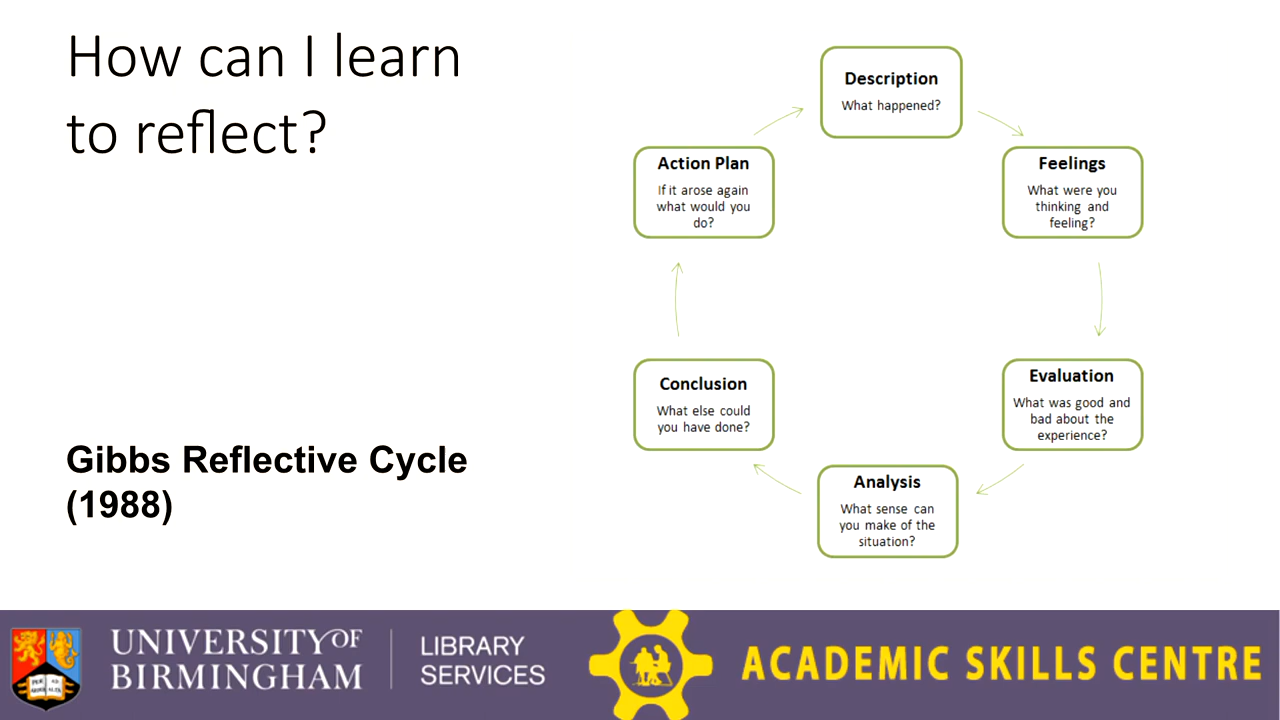 How can I learn
to reflect?
Description
What happened?
Feelings
What were you
thinking and
feeling?
Evaluation
What was good and
bad about the
experience?
Analysis
What sense can
you make of the
situation?
Conclusion
What else could
you have done?
Action Plan
If it arose again
what would you
do?
Gibbs Reflective Cycle
(1988)
UNIVERSITY OF
BIRMINGHAM
LIBRARY
SERVICES
ACADEMIC SKILLS CENTRE